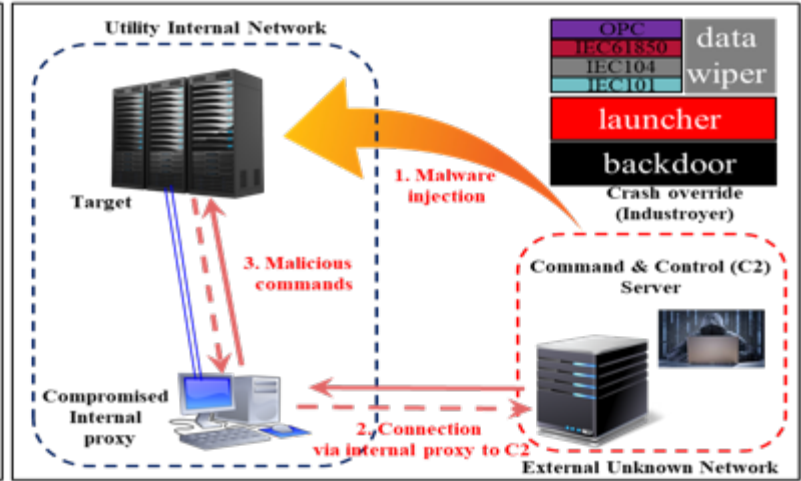 Utility Internal Network
OPC
IEC61850
IEC104
IEC101
data
wiper
launcher
backdoor
Crash override
(Industroyer)
1. Malware
injection
Target
3. Malicious
commands
Command & Control (C2)
Server
Compromised
Internal
proxy
2. Connection
via internal proxy to C2
External Unknown Network